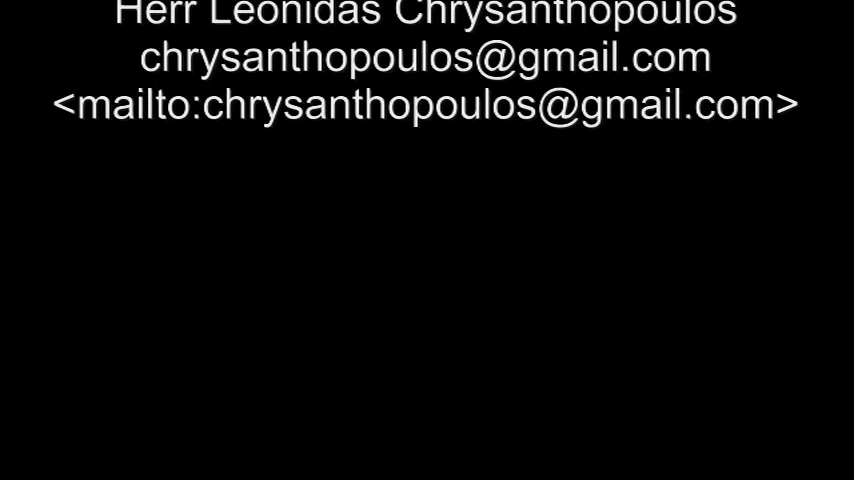 Herr Leonidas Chrysanthopoulos
chrysanthopoulos@gmail.com
<mailto:chrysanthopoulos@gmail.com>